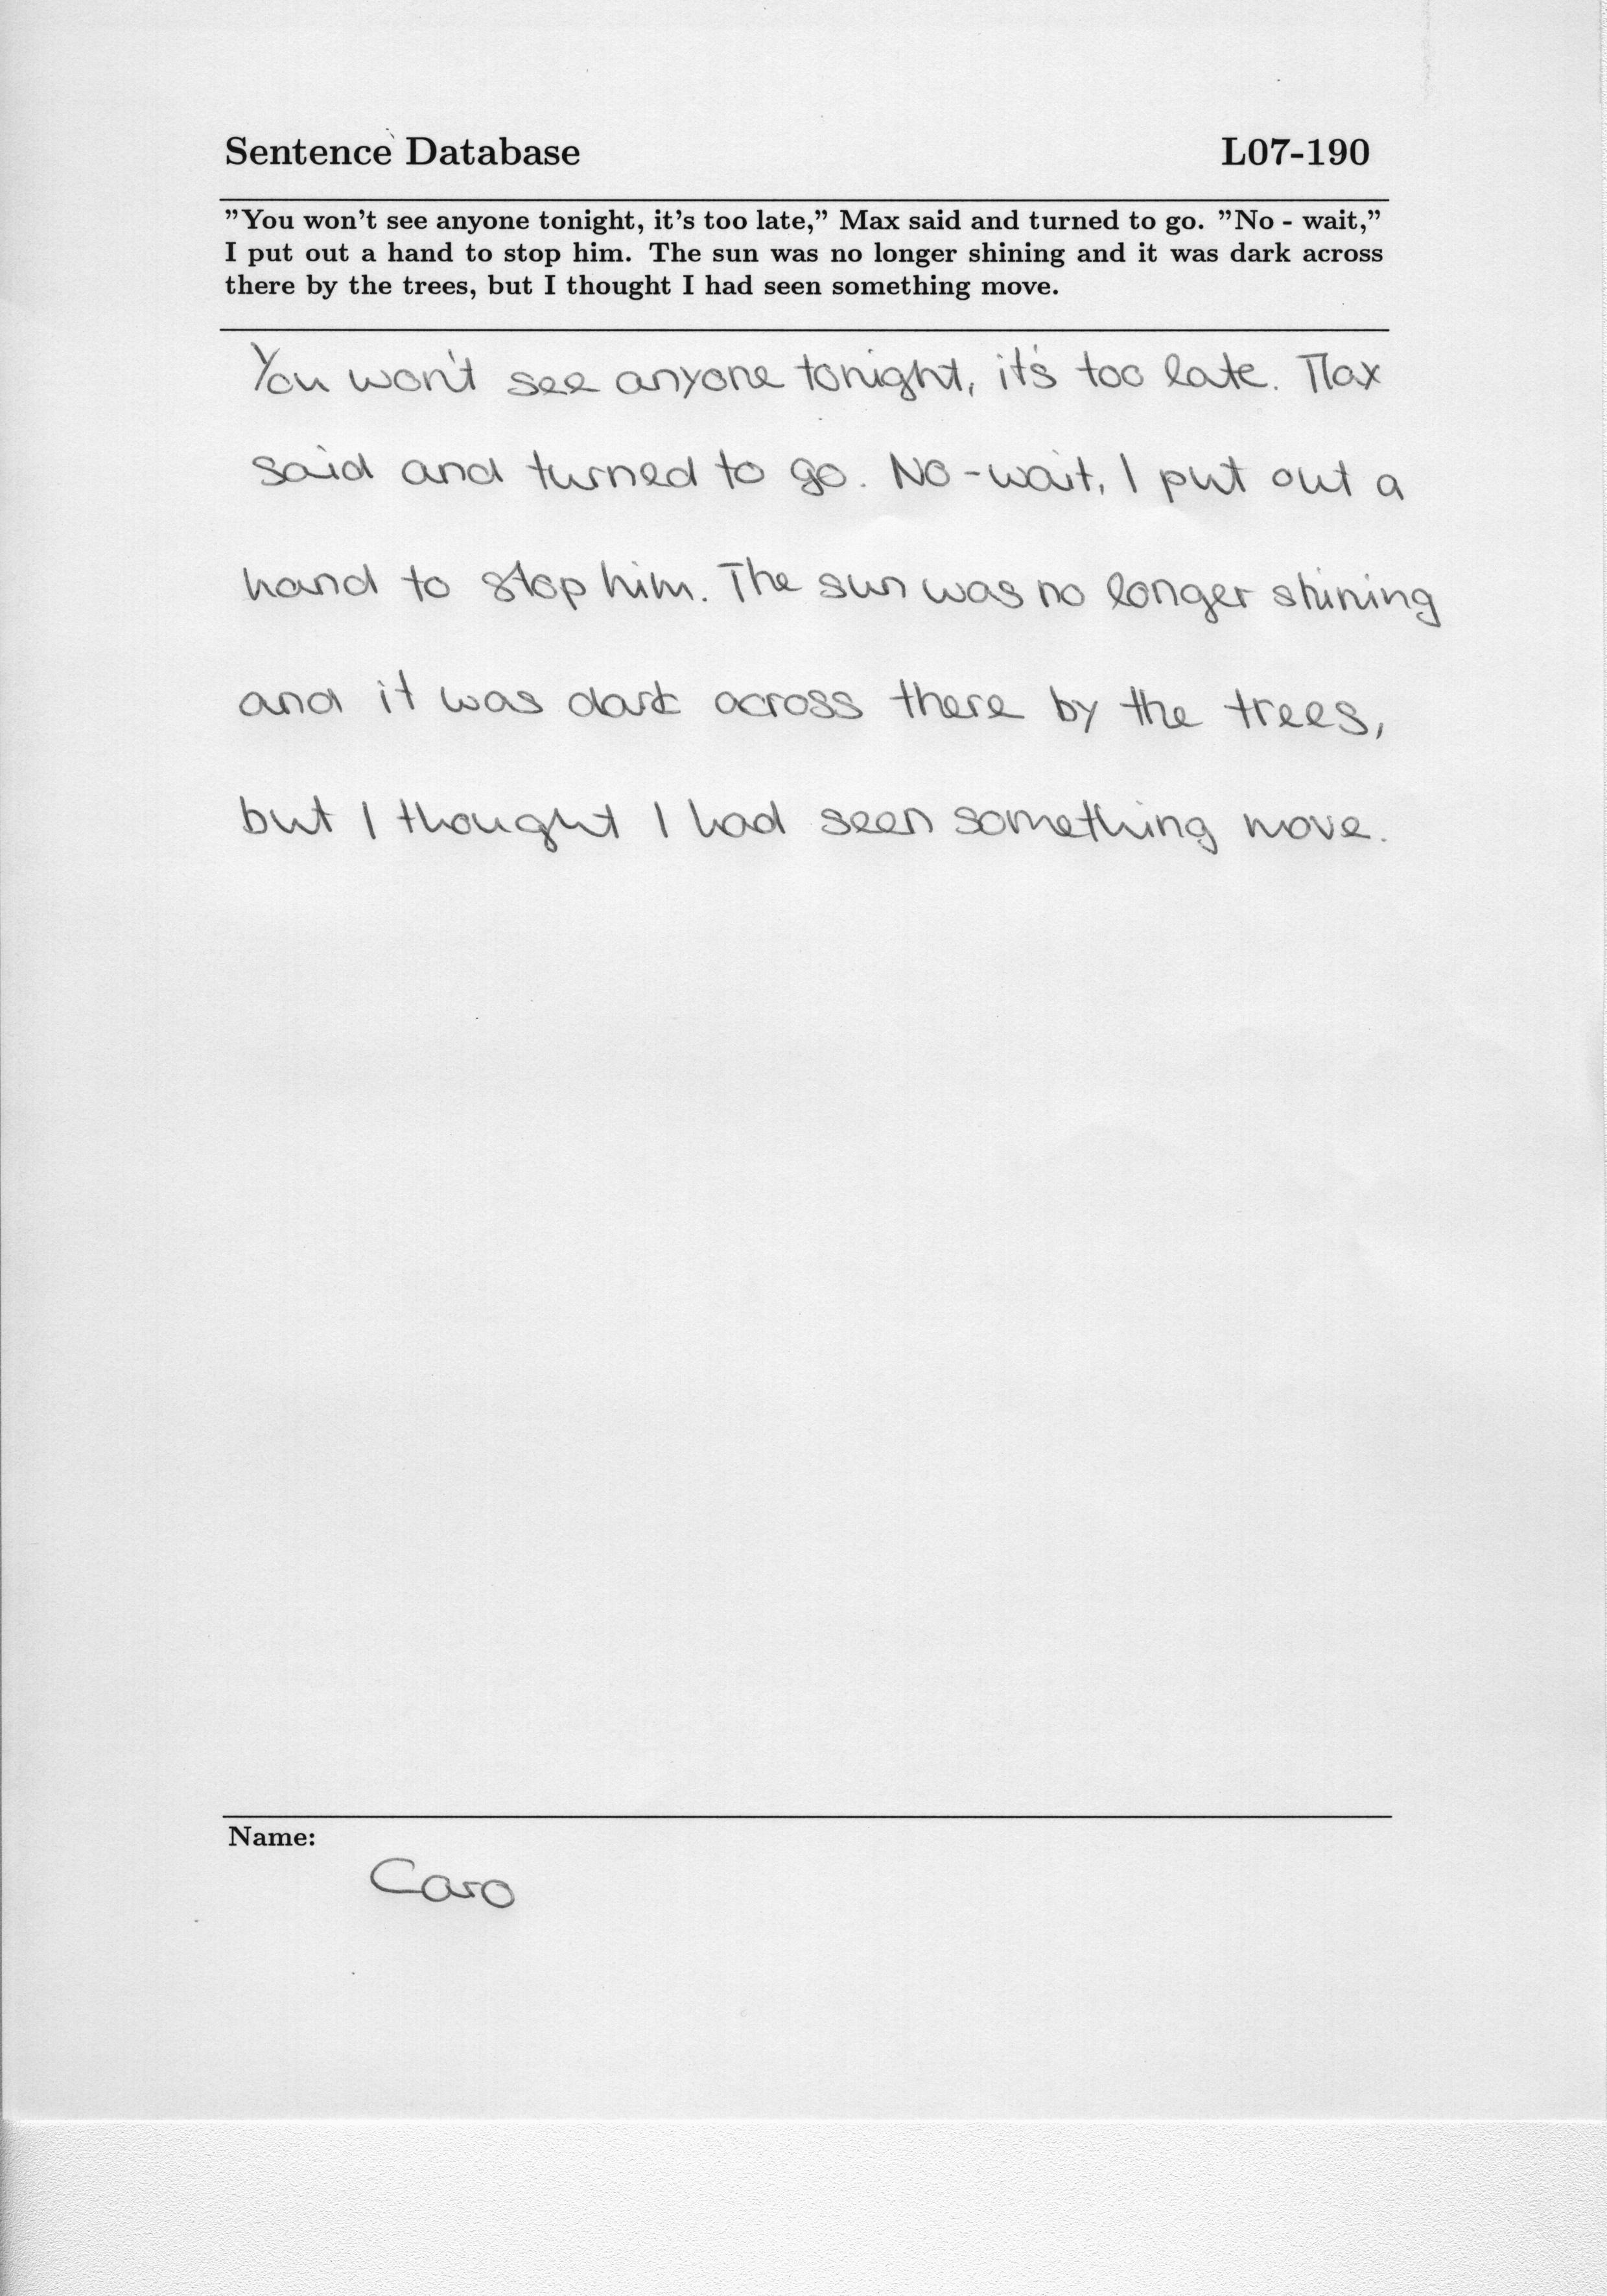 Sentence Database L07-190
"You won't see anyone tonight, it's too late," Max said and turned to go. "No - wait,"
I put out a hand to stop him. The sun was no longer shining and it was dark across
there by the trees, but I thought I had seen something move.
You won't see anyone tonight, it's too late. Max
said and turned to go. No-wait, I put out a
hand to stop him. The sun was no longer shining
and it was dark across there by the trees,
but I thought I had seen something move.
Name:
Caro